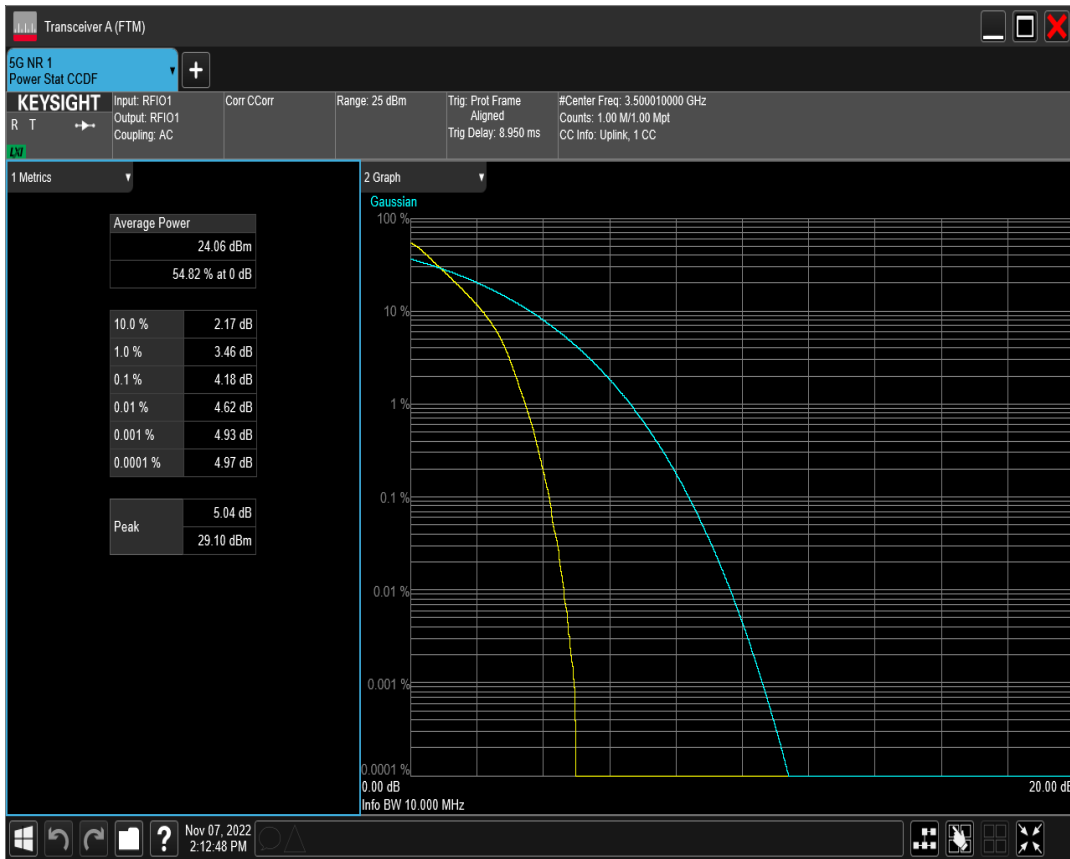 Transceiver A (FTM)
5G NR 1
Power Stat CCDF
+
KEYSIGHT
R T
LXI
Input: RFIO1
Output: RFIO1
Coupling: AC
Corr CCorr
Range: 25 dBm
Trig: Prot Frame
Aligned
Trig Delay: 8.950 ms
#Center Freq: 3.500010000 GHz
Counts: 1.00 M/1.00 Mpt
CC Info: Uplink, 1 CC
1 Metrics
Average Power
24.06 dBm
54.82 % at 0 dB
10.0 % 2.17 dB
1.0 % 3.46 dB
0.1 % 4.18 dB
0.01 % 4.62 dB
0.001 % 4.93 dB
0.0001 % 4.97 dB
Peak
5.04 dB
29.10 dBm
2 Graph
Gaussian
100 %
10 %
1 %
0.1 %
0.01 %
0.001 %
0.0001 %
0.00 dB
20.00 dB
Info BW 10.000 MHz
?
Nov 07, 2022
2:12:48 PM